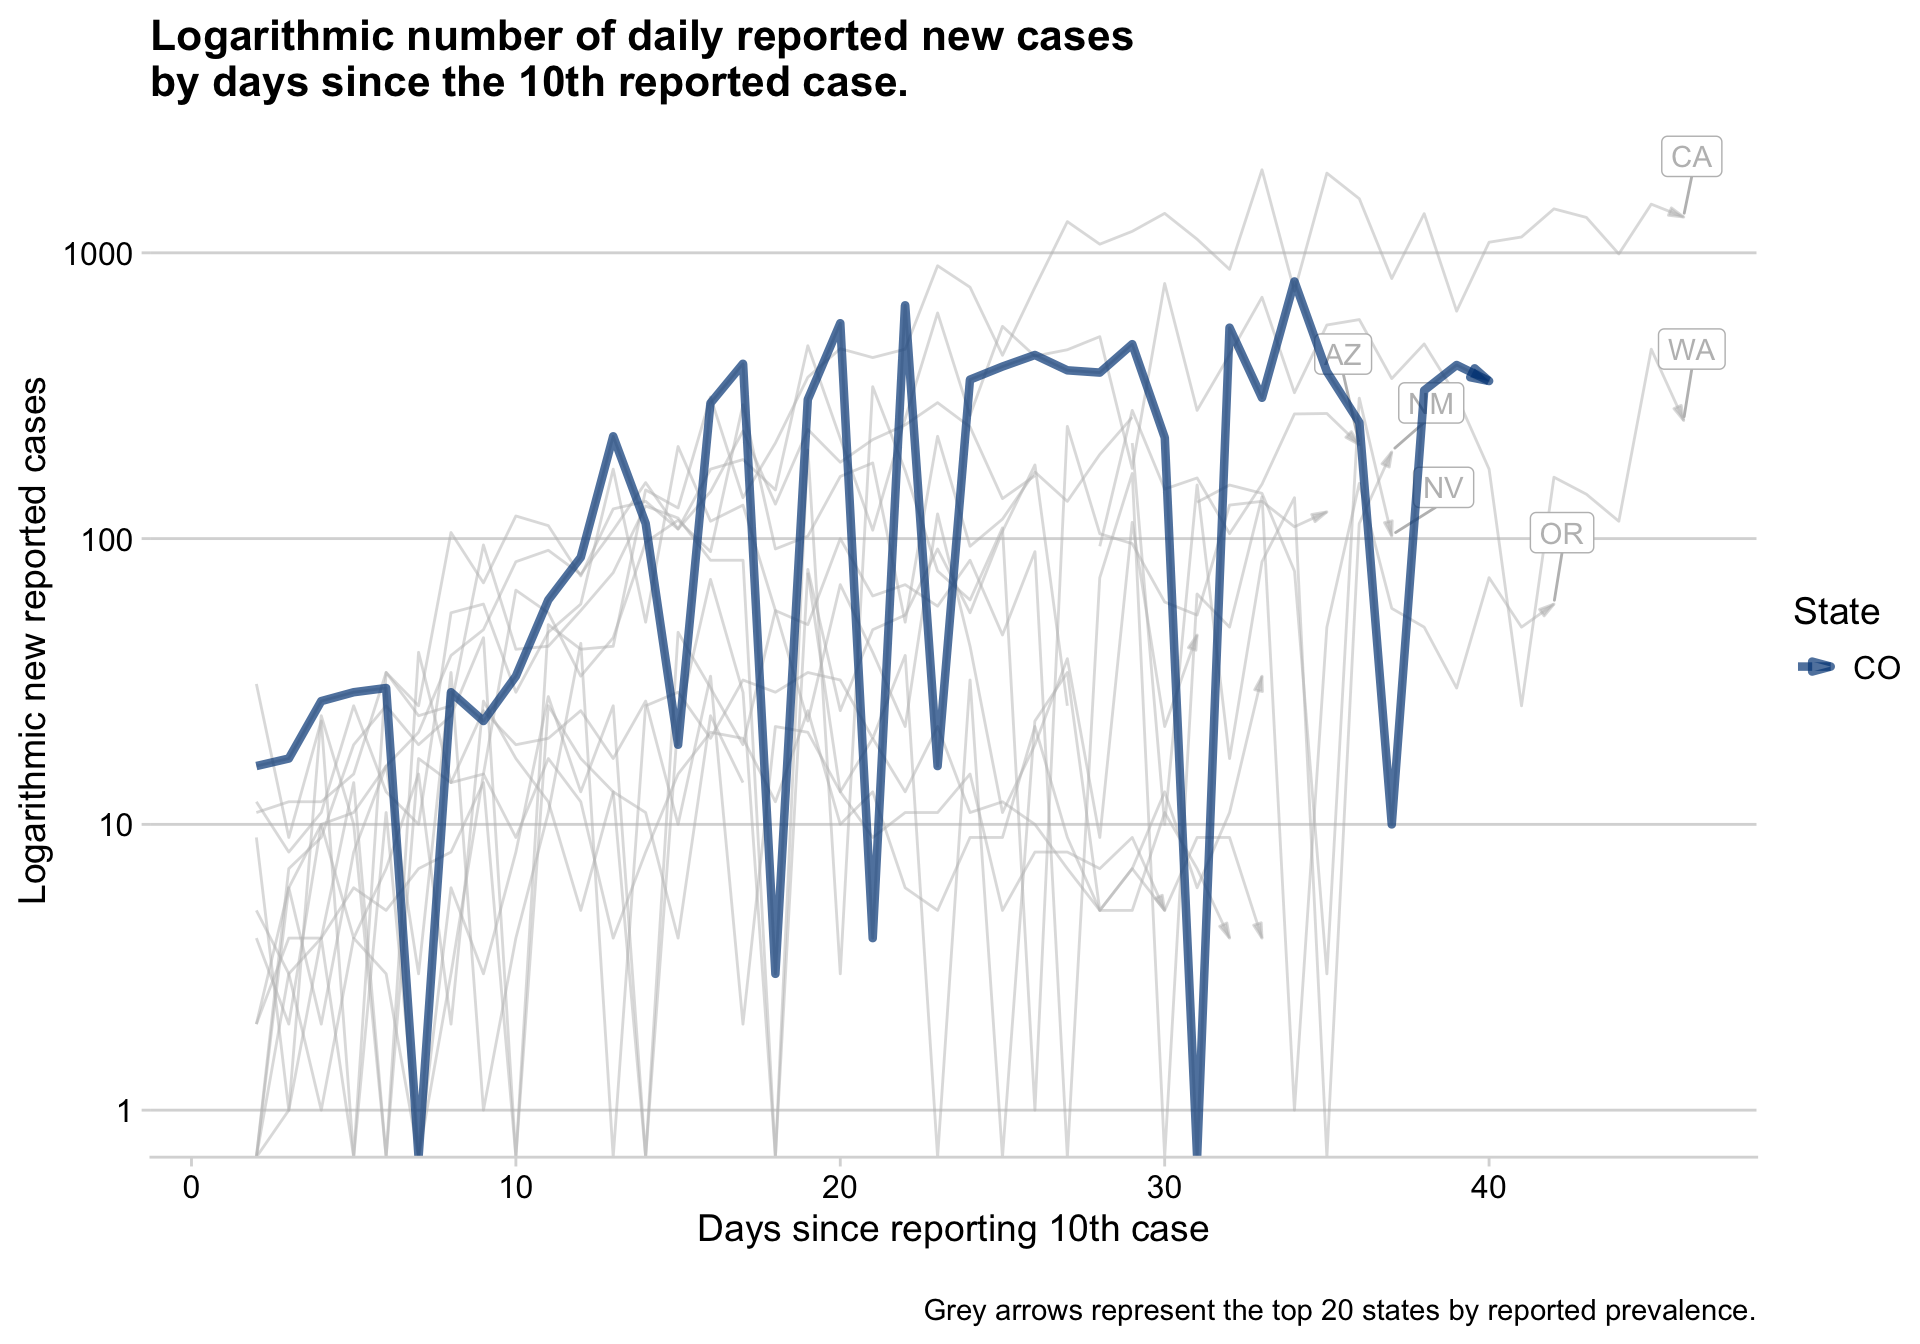 Logarithmic number of daily reported new cases
by days since the 10th reported case.
CA
1000
WA
AZ
NM
NV
100
OR
State
CO
10
1
Logarithmic new reported cases
0 10 20 30 40
Days since reporting 10th case
Grey arrows represent the top 20 states by reported prevalence.